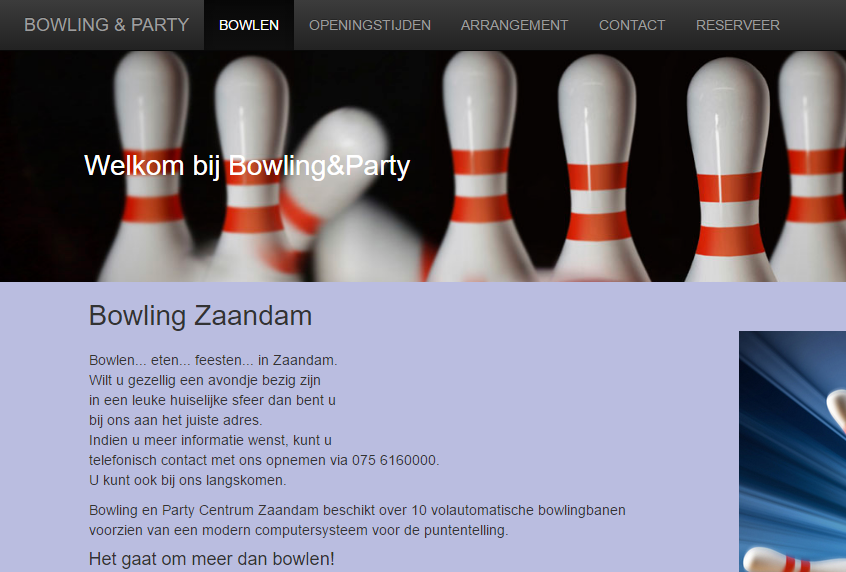 BOWLING & PARTY BOWLEN OPENINGSTIJDEN ARRANGEMENT CONTACT RESERVEER
Welkom bij Bowling&Party
Bowling Zaandam
Bowlen... eten... feesten... in Zaandam.
Wilt u gezellig een avondje bezig zijn
in een leuke huiselijke sfeer dan bent u
bij ons aan het juiste adres.
Indien u meer informatie wenst, kunt u
telefonisch contact met ons opnemen via 075 6160000.
U kunt ook bij ons langskomen.
Bowling en Party Centrum Zaandam beschikt over 10 volautomatische bowlingbanen
voorzien van een modern computersysteem voor de puntentelling.
Het gaat om meer dan bowlen!